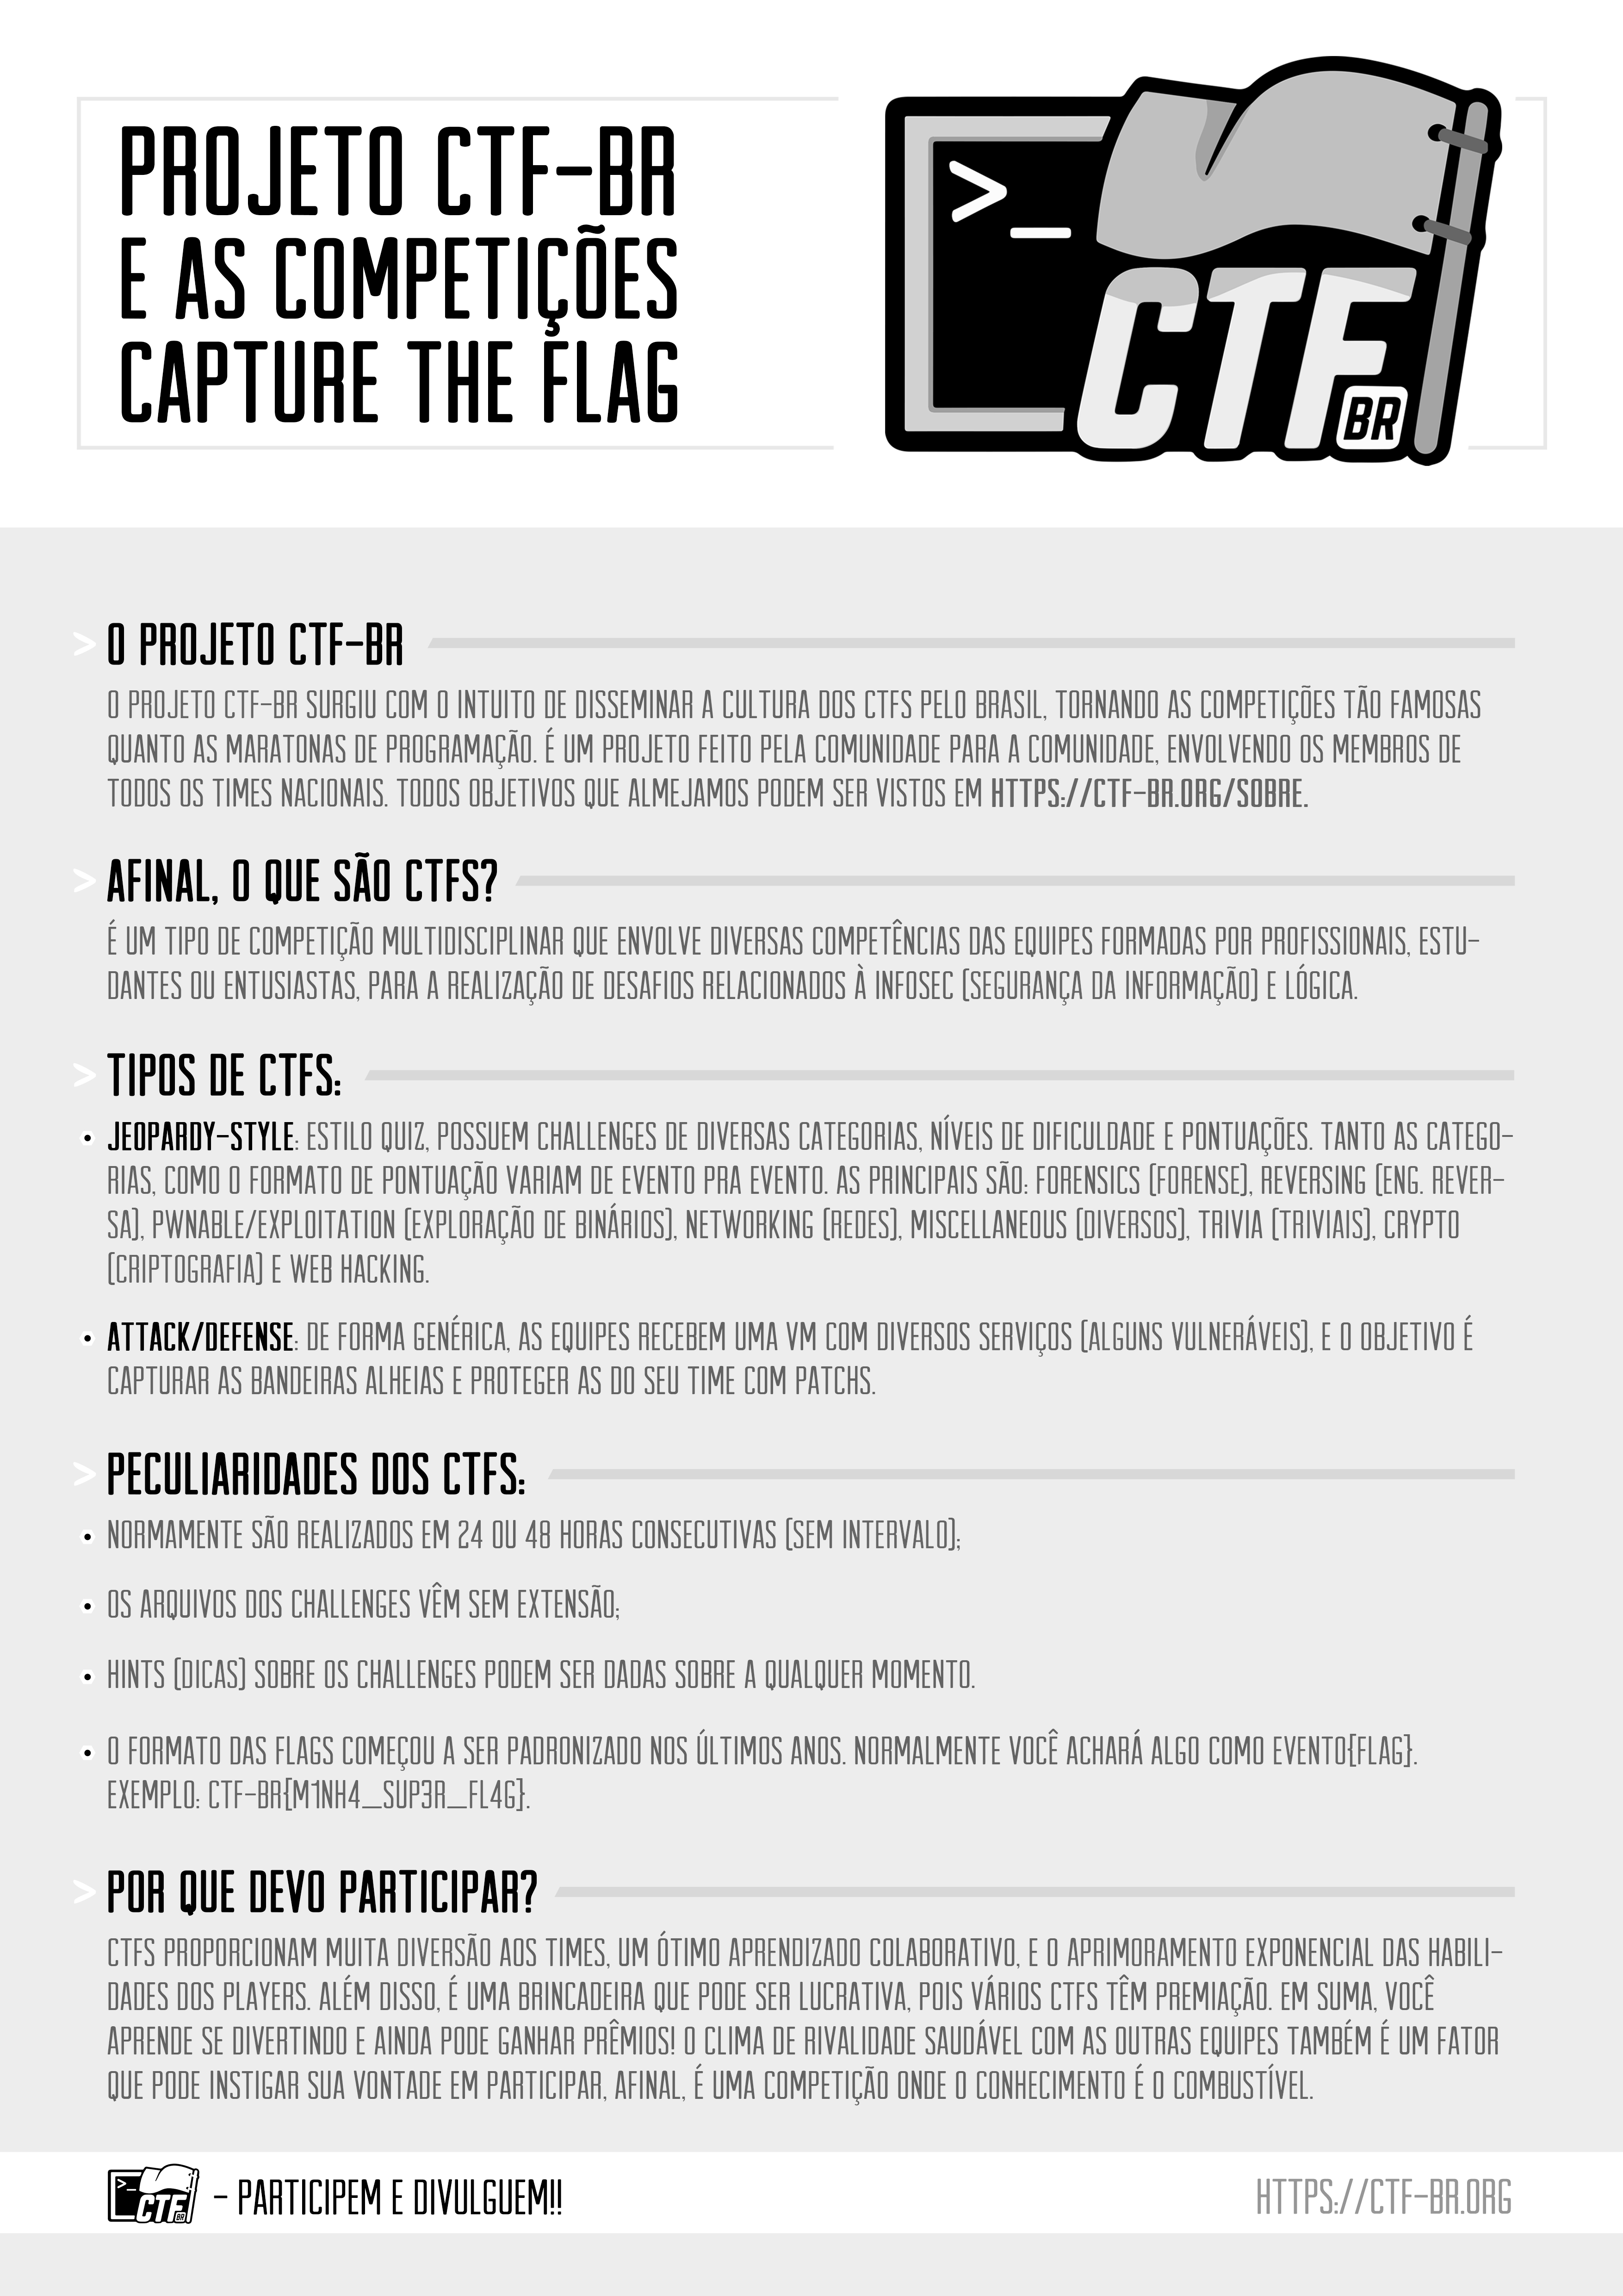 PROJETO CTF-BR
E AS COMPETIÇÕES
CAPTURE THE FLAG
>_
CTF
BR
> O PROJETO CTF-BR
O PROJETO CTF-BR SURGIU COM O INTUITO DE DISSEMINAR A CULTURA DOS CTFS PELO BRASIL, TORNANDO AS COMPETIÇÕES TÃO FAMOSAS
QUANTO AS MARATONAS DE PROGRAMAÇÃO. É UM PROJETO FEITO PELA COMUNIDADE PARA A COMUNIDADE, ENVOLVENDO OS MEMBROS DE
TODOS OS TIMES NACIONAIS. TODOS OBJETIVOS QUE ALMEJAMOS PODEM SER VISTOS EM HTTPS://CTF-BR.ORG/SOBRE.
> AFINAL, O QUE SÃO CTFS?
É UM TIPO DE COMPETIÇÃO MULTIDISCIPLINAR QUE ENVOLVE DIVERSAS COMPETÊNCIAS DAS EQUIPES FORMADAS POR PROFISSIONAIS, ESTU-
DANTES OU ENTUSIASTAS, PARA A REALIZAÇÃO DE DESAFIOS RELACIONADOS À INFOSEC (SEGURANÇA DA INFORMAÇÃO) E LÓGICA.
> TIPOS DE CTFS:
• JEOPARDY-STYLE: ESTILO QUIZ, POSSUEM CHALLENGES DE DIVERSAS CATEGORIAS, NÍVEIS DE DIFICULDADE E PONTUAÇÕES. TANTO AS CATEGO-
RIAS, COMO O FORMATO DE PONTUAÇÃO VARIAM DE EVENTO PRA EVENTO. AS PRINCIPAIS SÃO: FORENSICS (FORENSE), REVERSING (ENG. REVER-
SA), PWNABLE/EXPLOITATION (EXPLORAÇÃO DE BINÁRIOS), NETWORKING (REDES), MISCELLANEOUS (DIVERSOS), TRIVIA (TRIVIAIS), CRYPTO
(CRIPTOGRAFIA) E WEB HACKING.
• ATTACK/DEFENSE: DE FORMA GENÉRICA, AS EQUIPES RECEBEM UMA VM COM DIVERSOS SERVIÇOS (ALGUNS VULNERÁVEIS), E O OBJETIVO É
CAPTURAR AS BANDEIRAS ALHEIAS E PROTEGER AS DO SEU TIME COM PATCHS.
> PECULIARIDADES DOS CTFS:
• NORMAMENTE SÃO REALIZADOS EM 24 OU 48 HORAS CONSECUTIVAS (SEM INTERVALO);
• OS ARQUIVOS DOS CHALLENGES VÊM SEM EXTENSÃO;
• HINTS (DICAS) SOBRE OS CHALLENGES PODEM SER DADAS SOBRE A QUALQUER MOMENTO.
• O FORMATO DAS FLAGS COMEÇOU A SER PADRONIZADO NOS ÚLTIMOS ANOS. NORMALMENTE VOCÊ ACHARÁ ALGO COMO EVENTO{FLAG}.
EXEMPLO: CTF-BR{M1NH4_SUP3R_FL4G}.
> POR QUE DEVO PARTICIPAR?
CTFS PROPORCIONAM MUITA DIVERSÃO AOS TIMES, UM ÓTIMO APRENDIZADO COLABORATIVO, E O APRIMORAMENTO EXPONENCIAL DAS HABILI-
DADES DOS PLAYERS. ALÉM DISSO, É UMA BRINCADEIRA QUE PODE SER LUCRATIVA, POIS VÁRIOS CTFS TÊM PREMIAÇÃO. EM SUMA, VOCÊ
APRENDE SE DIVERTINDO E AINDA PODE GANHAR PRÊMIOS! O CLIMA DE RIVALIDADE SAUDÁVEL COM AS OUTRAS EQUIPES TAMBÉM É UM FATOR
QUE PODE INSTIGAR SUA VONTADE EM PARTICIPAR, AFINAL, É UMA COMPETIÇÃO ONDE O CONHECIMENTO É O COMBUSTÍVEL.
>_ CTF BR - PARTICIPEM E DIVULGUEM!!
HTTPS://CTF-BR.ORG